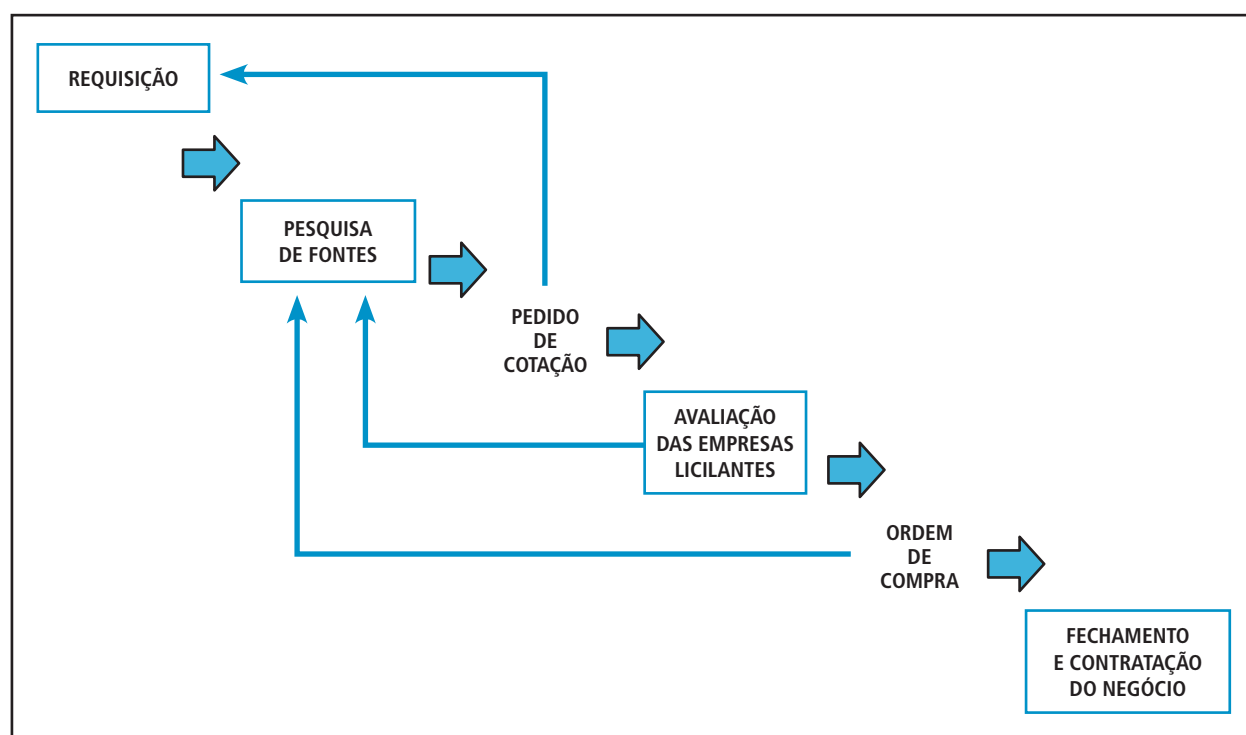 REQUISIÇÃO
PESQUISA
DE FONTES
PEDIDO
DE
COTAÇÃO
AVALIAÇÃO
DAS EMPRESAS
LICILANTES
ORDEM
DE
COMPRA
FECHAMENTO
E CONTRATAÇÃO
DO NEGÓCIO